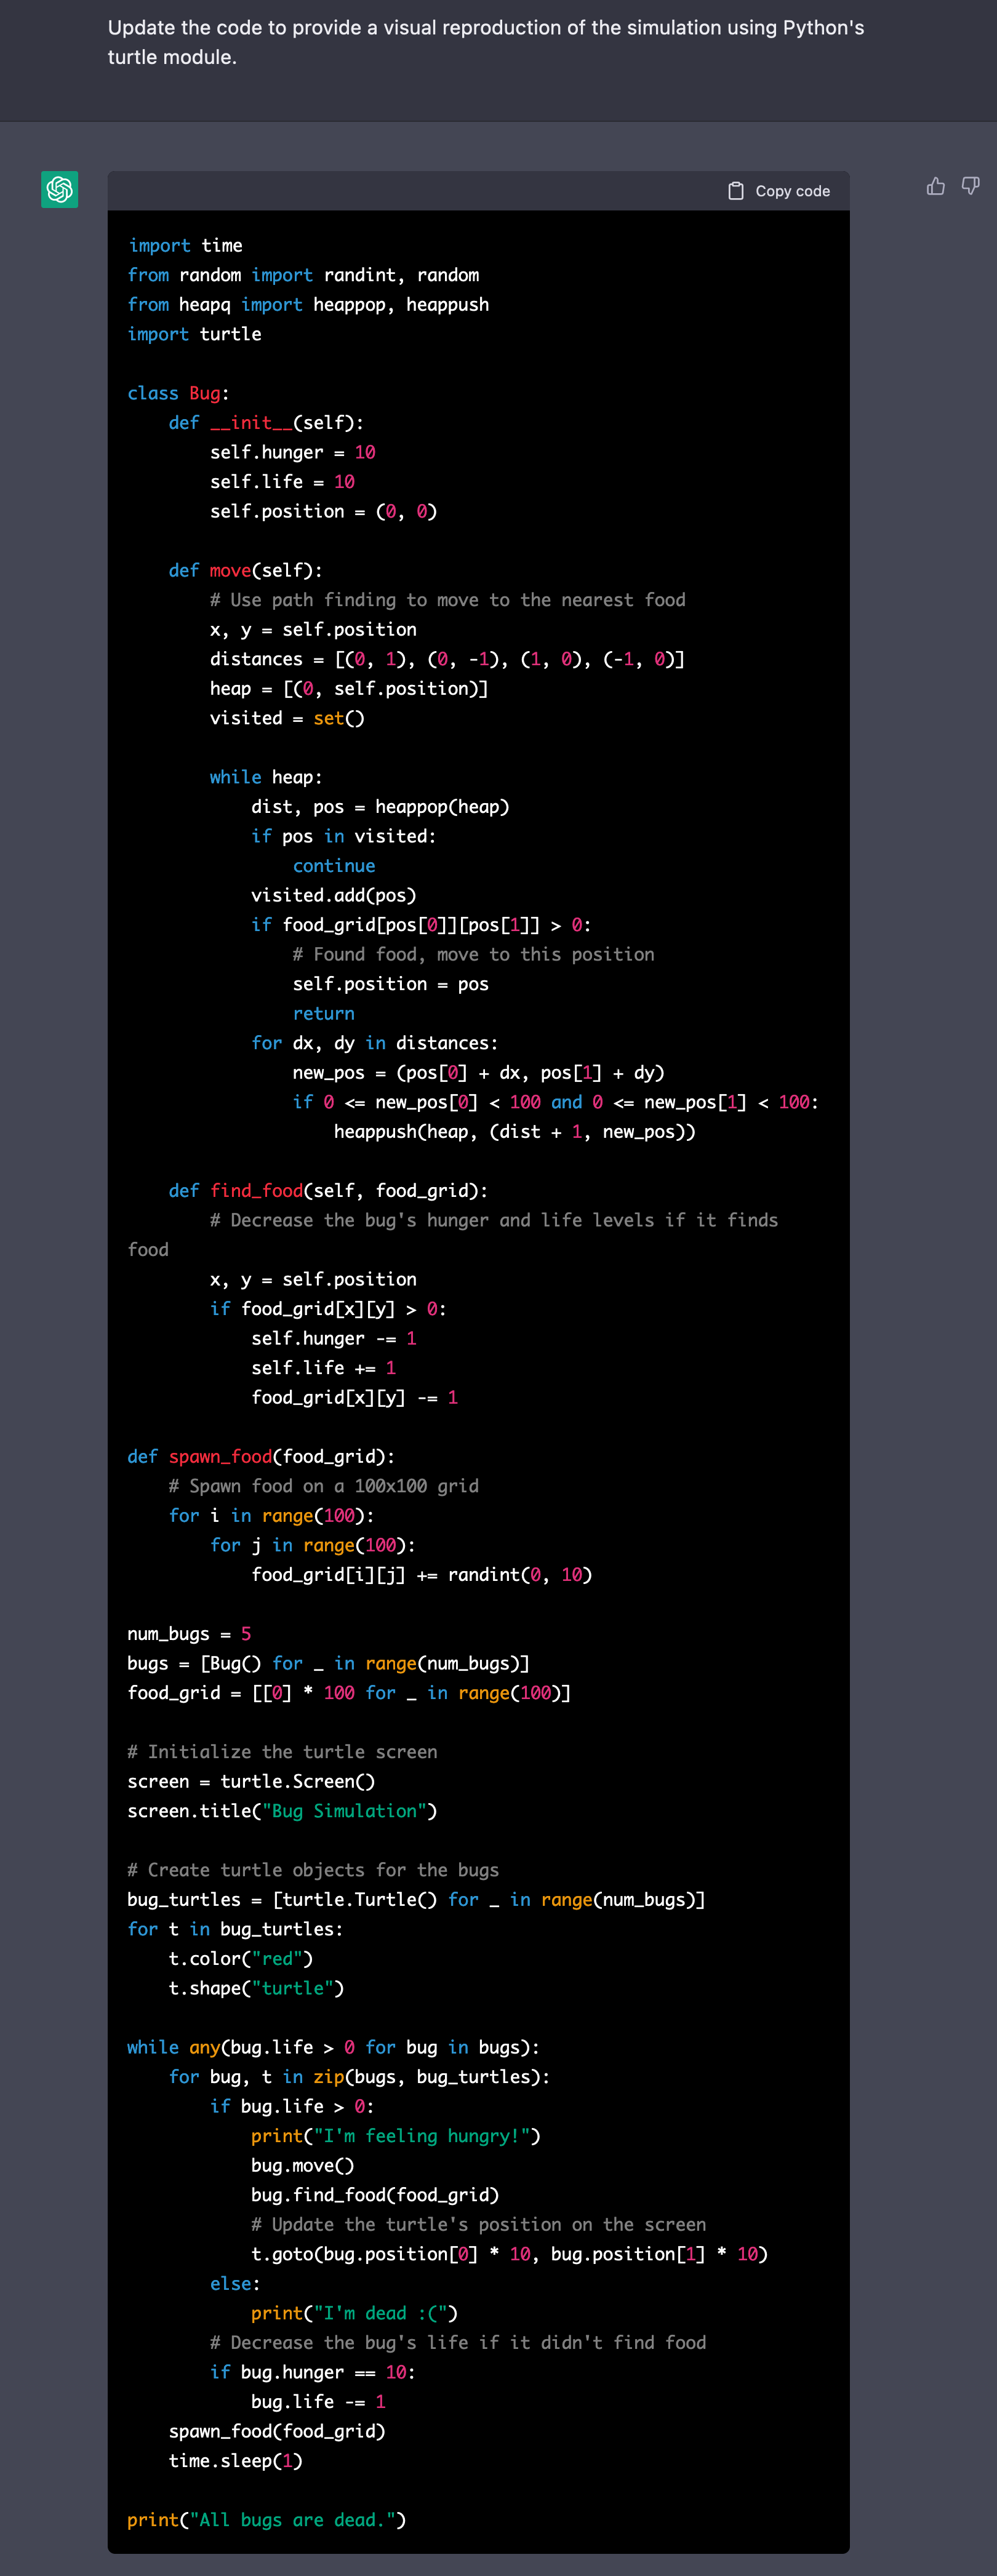 Update the code to provide a visual reproduction of the simulation using Python's
turtle module.
Copy code
import time
from random import randint, random
from heapq import heappop, heappush
import turtle
class Bug:
    def __init__(self):
        self.hunger = 10
        self.life = 10
        self.position = (0, 0)
    def move(self):
        # Use path finding to move to the nearest food
        x, y = self.position
        distances = [(0, 1), (0, -1), (1, 0), (-1, 0)]
        heap = [(0, self.position)]
        visited = set()
        while heap:
            dist, pos = heappop(heap)
            if pos in visited:
                continue
            visited.add(pos)
            if food_grid[pos[0]][pos[1]] > 0:
                # Found food, move to this position
                self.position = pos
                return
            for dx, dy in distances:
                new_pos = (pos[0] + dx, pos[1] + dy)
                if 0 <= new_pos[0] < 100 and 0 <= new_pos[1] < 100:
                    heappush(heap, (dist + 1, new_pos))
    def find_food(self, food_grid):
        # Decrease the bug's hunger and life levels if it finds
food
        x, y = self.position
        if food_grid[x][y] > 0:
            self.hunger -= 1
            self.life += 1
            food_grid[x][y] -= 1
def spawn_food(food_grid):
    # Spawn food on a 100x100 grid
    for i in range(100):
        for j in range(100):
            food_grid[i][j] += randint(0, 10)
num_bugs = 5
bugs = [Bug() for _ in range(num_bugs)]
food_grid = [[0] * 100 for _ in range(100)]
# Initialize the turtle screen
screen = turtle.Screen()
screen.title("Bug Simulation")
# Create turtle objects for the bugs
bug_turtles = [turtle.Turtle() for _ in range(num_bugs)]
for t in bug_turtles:
    t.color("red")
    t.shape("turtle")
while any(bug.life > 0 for bug in bugs):
    for bug, t in zip(bugs, bug_turtles):
        if bug.life > 0:
            print("I'm feeling hungry!")
            bug.move()
            bug.find_food(food_grid)
            # Update the turtle's position on the screen
            t.goto(bug.position[0] * 10, bug.position[1] * 10)
        else:
            print("I'm dead :(")
        # Decrease the bug's life if it didn't find food
        if bug.hunger == 10:
            bug.life -= 1
    spawn_food(food_grid)
    time.sleep(1)
print("All bugs are dead.")